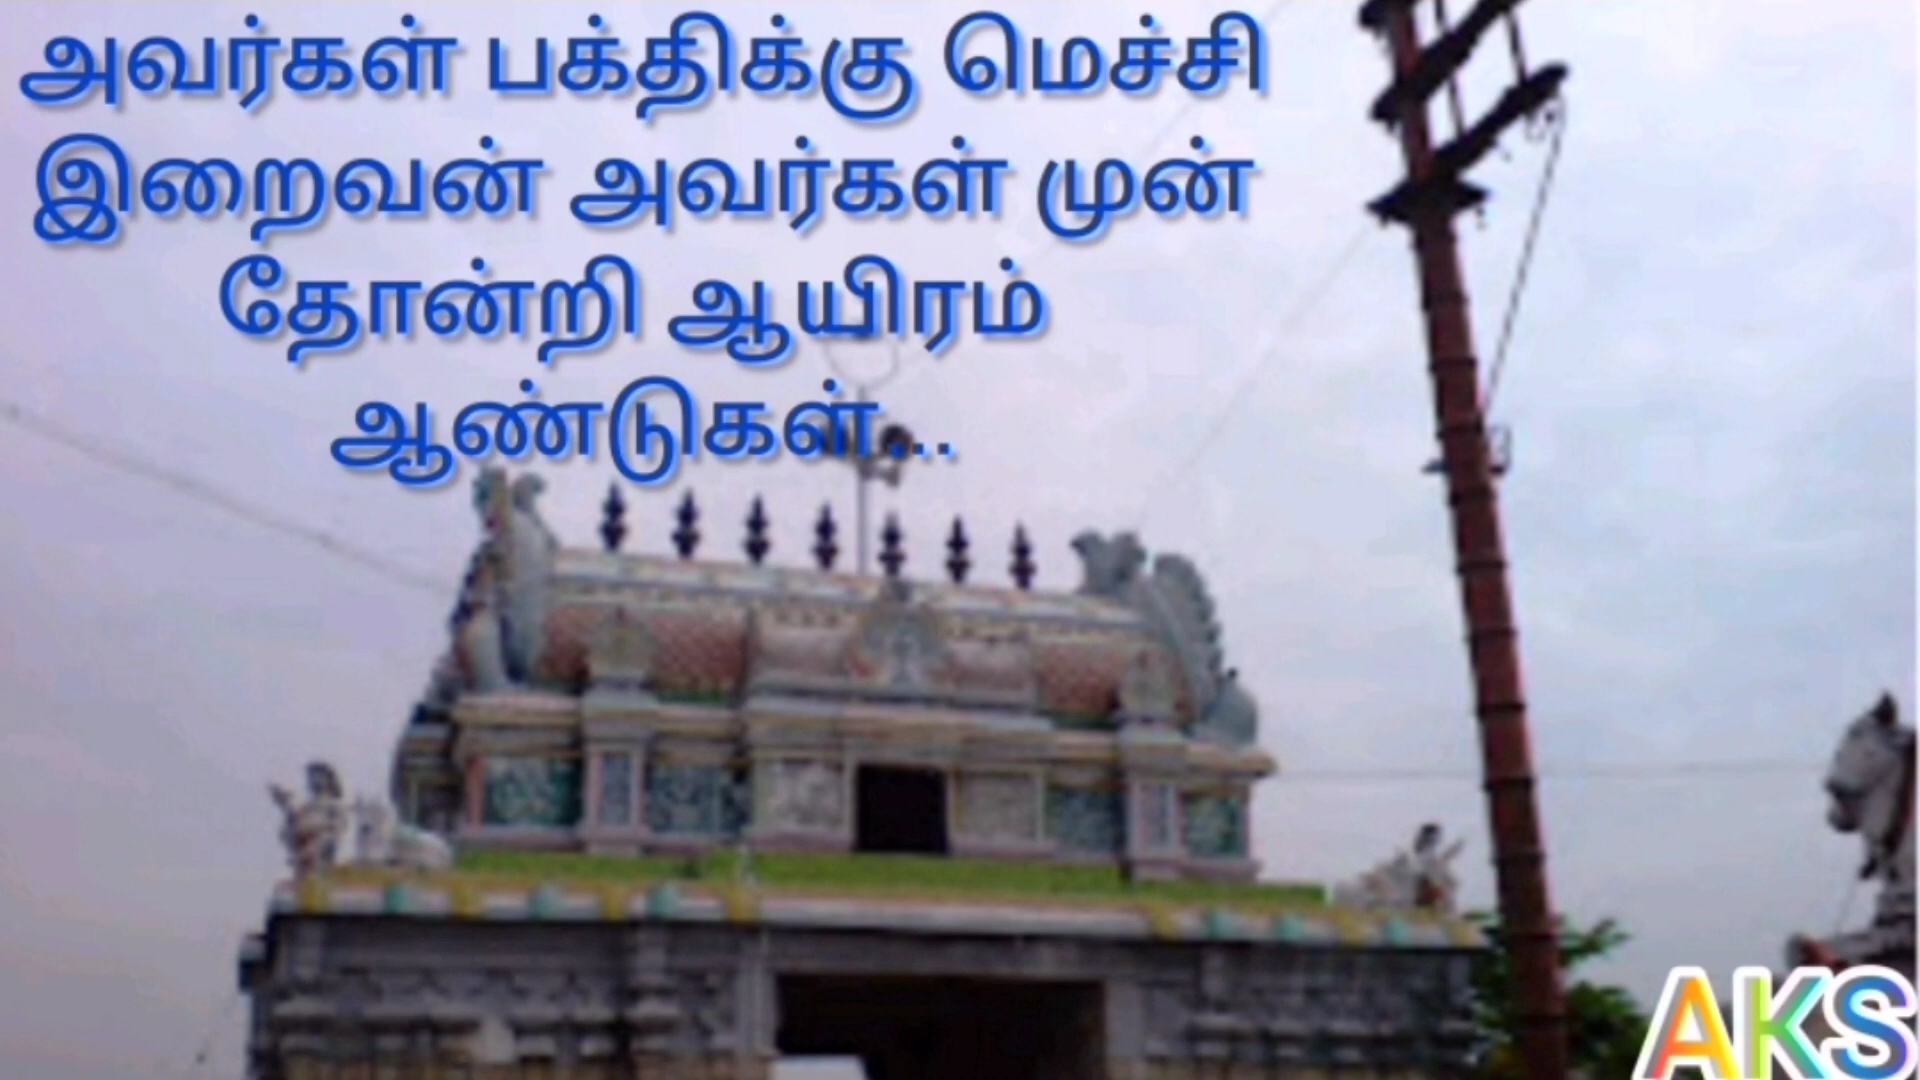 அவர்கள் பக்திக்கு மெச்சி
இறைவன் அவர்கள் முன்
தோன்றி ஆயிரம்
ஆண்டுகள்...
AKS